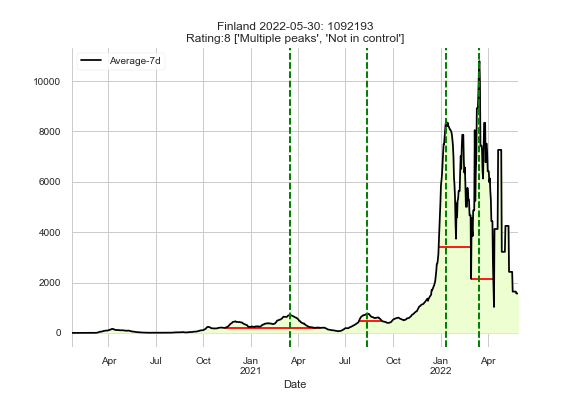 Finland 2022-05-30: 1092193
Rating:8 ['Multiple peaks', 'Not in control']
Average-7d
10000
8000
6000
4000
2000
0
Apr Jul Oct Jan Apr Jul Oct Jan Apr
2021 2022
Date